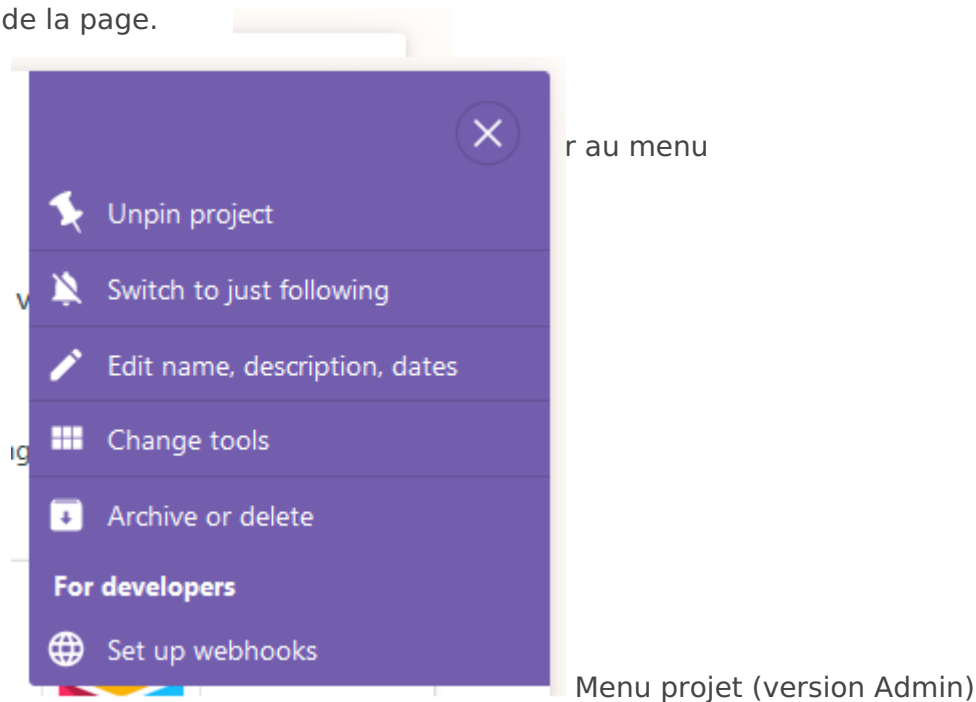 de la page.
r au menu
Unpin project
v
Switch to just following
Edit name, description, dates
Change tools
Archive or delete
For developers
Set up webhooks
Menu projet (version Admin)